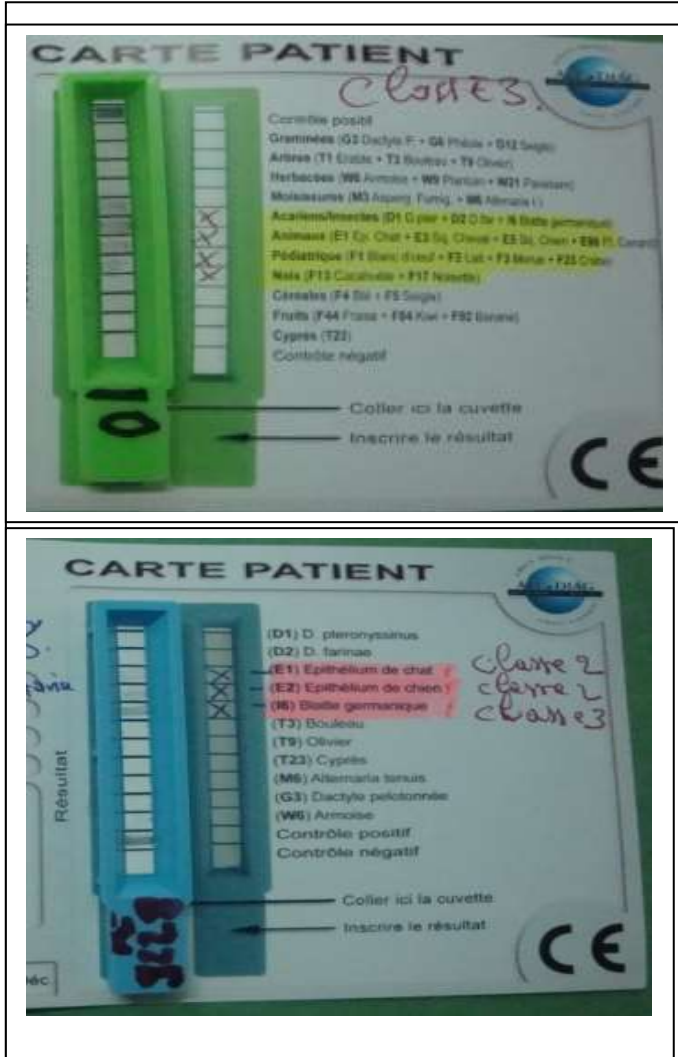 CARTE PATIENT
Classe 3.
Contrôle positif
Graminées (G3 Dactyle P. + G6 Phléole + G12 Seigle)
Arbres (T1 Erable + T3 Bouleau + T9 Olivier)
Herbacées (W6 Armoise + W9 Plantain + W21 Pariétaire)
Moisissures (M3 Asperg. Fumig. + M6 Alternaria t.)
Acariens/Insectes (D1 D.pter + D2 D.far + I6 Blatte germanique)
Animaux (E1 Ep. Chat + E3 Sq. Cheval + E5 Sq. Chien + E86 Pl. Canard)
Pédiatrique (F1 Blanc d'oeuf + F2 Lait + F3 Morue + F23 Crabe)
Noix (F13 Cacahuète + F17 Noisette)
Céréales (F4 Blé + F5 Seigle)
Fruits (F44 Fraise + F84 Kiwi + F92 Banane)
Cyprès (T23)
Contrôle négatif
Coller ici la cuvette
Inscrire le résultat
10
CE
CARTE PATIENT
Résultat
(D1) D. pteronyssinus
(D2) D. farinae
(E1) Epithélium de chat classe 2
(E2) Epithélium de chien classe 2
(I6) Blatte germanique classe 3
(T3) Bouleau
(T9) Olivier
(T23) Cyprès
(M6) Alternaria tenuis
(G3) Dactyle pelotonnée
(W6) Armoise
Contrôle positif
Contrôle négatif
Coller ici la cuvette
Inscrire le résultat
CE